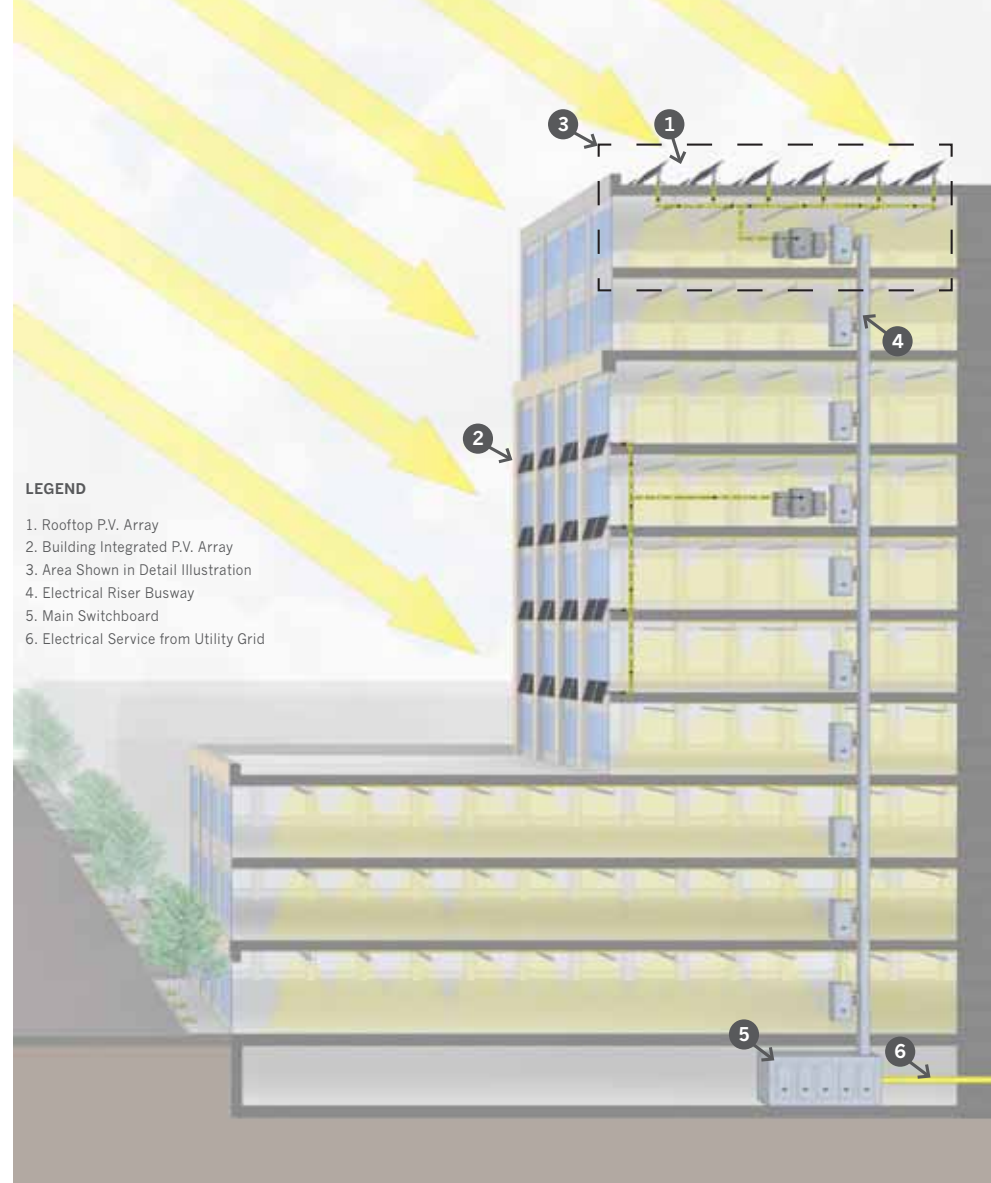 3
1
4
2
LEGEND
1. Rooftop P.V. Array
2. Building Integrated P.V. Array
3. Area Shown in Detail Illustration
4. Electrical Riser Busway
5. Main Switchboard
6. Electrical Service from Utility Grid
5
6